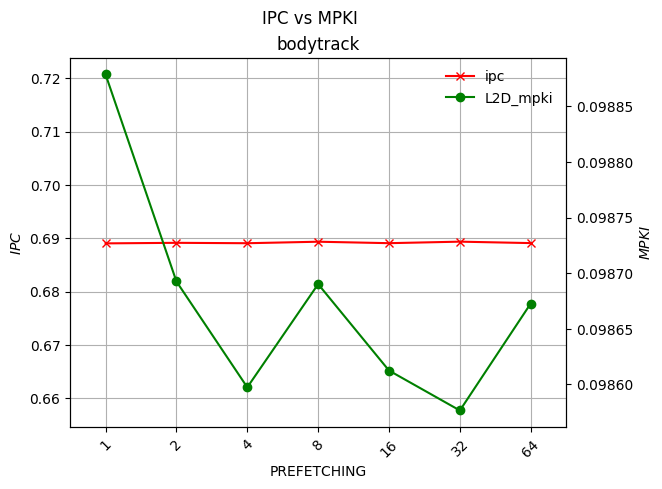 IPC vs MPKI
bodytrack
ipc
L2D_mpki
0.72
0.71
0.70
0.69
0.68
0.67
0.66
IPC
0.09885
0.09880
0.09875
0.09870
0.09865
0.09860
MPKI
1
2
4
8
16
32
64
PREFETCHING